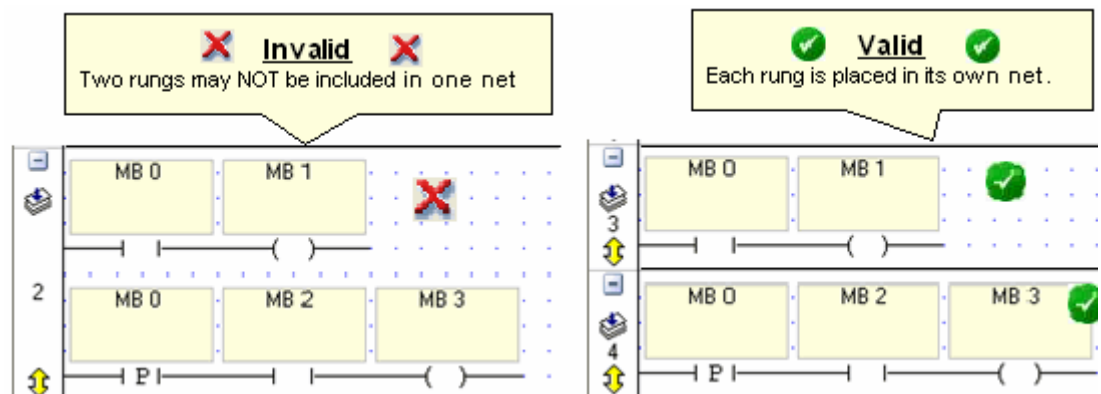 Invalid
Two rungs may NOT be included in one net
MB 0 MB 1
2
MB 0 MB 2 MB 3
P
Valid
Each rung is placed in its own net.
MB 0 MB 1
3
MB 0 MB 2 MB 3
4
P